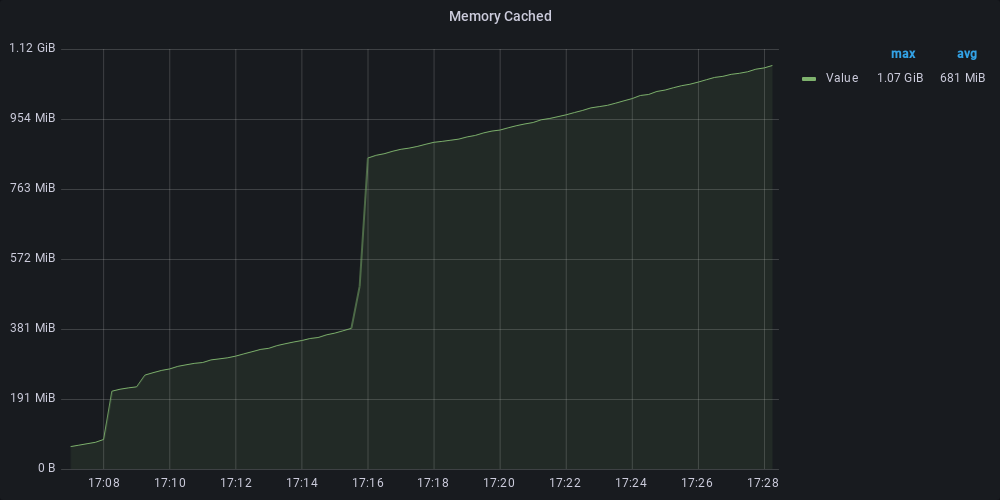 Memory Cached
1.12 GiB
954 MiB
763 MiB
572 MiB
381 MiB
191 MiB
0 B
17:08 17:10 17:12 17:14 17:16 17:18 17:20 17:22 17:24 17:26 17:28
max avg
Value 1.07 GiB 681 MiB